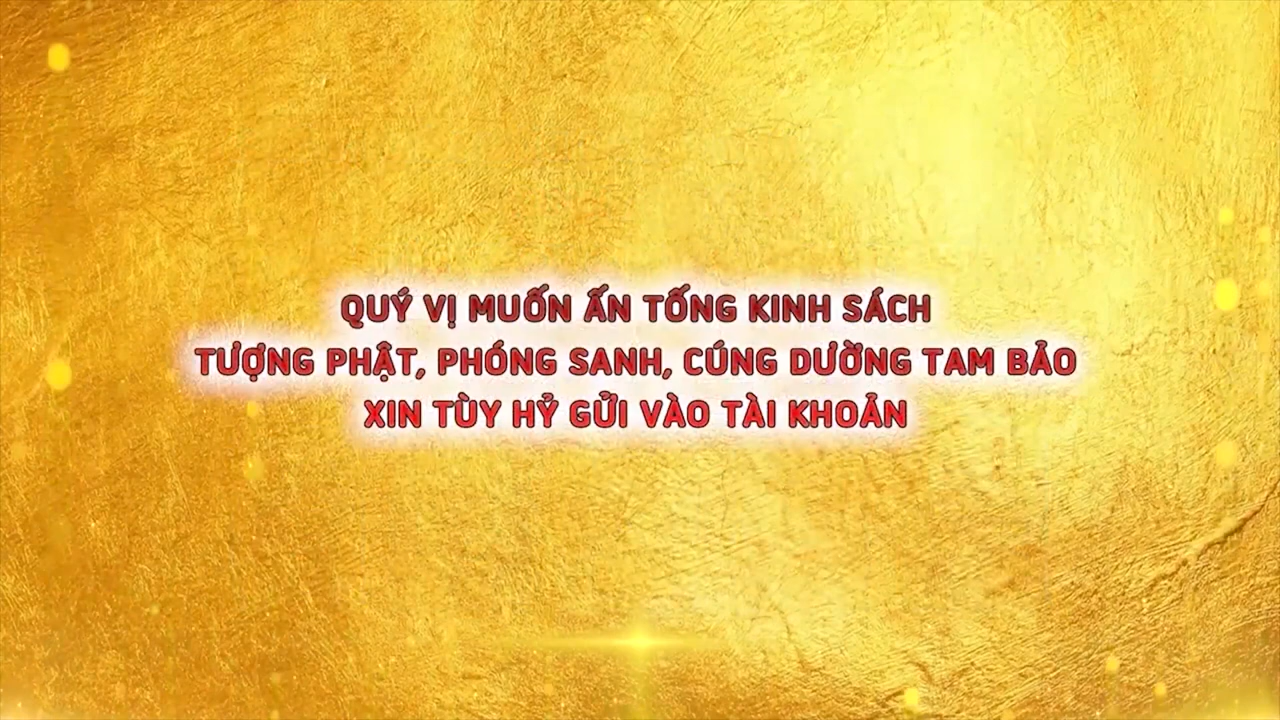 QUÝ VỊ MUỐN ẤN TỐNG KINH SÁCH
TƯỢNG PHẬT, PHÓNG SANH, CÚNG DƯỜNG TAM BẢO
XIN TÙY HỶ GỬI VÀO TÀI KHOẢN